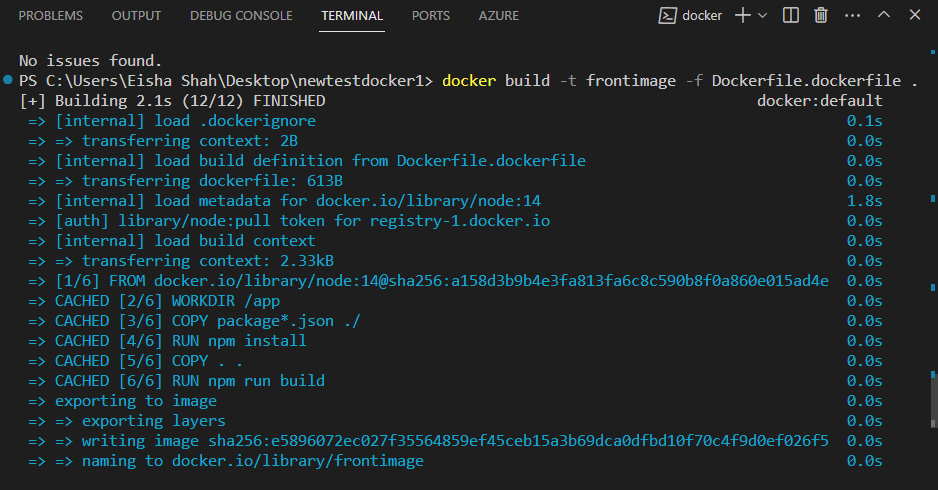 PROBLEMS OUTPUT DEBUG CONSOLE TERMINAL PORTS AZURE docker
No issues found.
PS C:\Users\Eisha Shah\Desktop\newtestdocker1> docker build -t frontimage -f Dockerfile.dockerfile .
[+] Building 2.1s (12/12) FINISHED docker:default
=> [internal] load .dockerignore 0.1s
=> => transferring context: 2B 0.0s
=> [internal] load build definition from Dockerfile.dockerfile 0.0s
=> => transferring dockerfile: 613B 0.0s
=> [internal] load metadata for docker.io/library/node:14 1.8s
=> [auth] library/node:pull token for registry-1.docker.io 0.0s
=> [internal] load build context 0.0s
=> => transferring context: 2.33kB 0.0s
=> [1/6] FROM docker.io/library/node:14@sha256:a158d3b9b4e3fa813fa6c8c590b8f0a860e015ad4e 0.0s
=> CACHED [2/6] WORKDIR /app 0.0s
=> CACHED [3/6] COPY package*.json ./ 0.0s
=> CACHED [4/6] RUN npm install 0.0s
=> CACHED [5/6] COPY . . 0.0s
=> CACHED [6/6] RUN npm run build 0.0s
=> exporting to image 0.0s
=> => exporting layers 0.0s
=> => writing image sha256:e5896072ec027f35564859ef45ceb15a3b69dca0dfbd10f70c4f9d0ef026f5 0.0s
=> => naming to docker.io/library/frontimage 0.0s